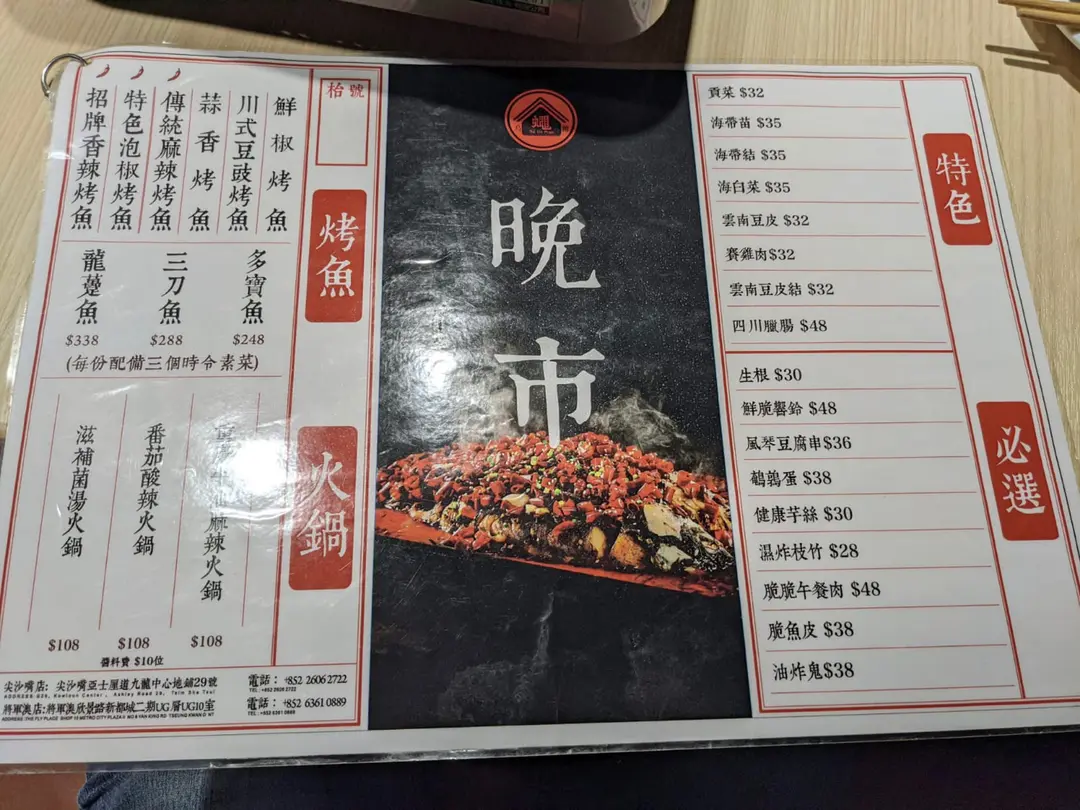 枱號
烤魚
鮮椒烤魚
川式豆豉烤魚
蒜香烤魚
傳統麻辣烤魚
特色泡椒烤魚
招牌香辣烤魚
多寶魚
$248
三刀魚
$288
龍躉魚
$338
(每份配備三個時令素菜)
火鍋
麻辣火鍋
$108
番茄酸辣火鍋
$108
滋補菌湯火鍋
$108
醬料費 $10位
尖沙嘴店: 尖沙嘴亞士厘道九龍中心地鋪29號
電話: +852 2606 2722
TEL: +852 2606 2722
將軍澳店:將軍澳欣景路新都城二期UG層UG10室
電話: +852 6361 0889
TEL: +852 6361 0889
晚市
特色
貢菜 $32
海帶苗 $35
海帶結 $35
海白菜 $35
雲南豆皮 $32
賽雞肉$32
雲南豆皮結 $32
四川臘腸 $48
必選
生根 $30
鮮脆響鈴 $48
風琴豆腐串$36
鵪鶉蛋 $38
健康芋絲 $30
濕炸枝竹 $28
脆脆午餐肉 $48
脆魚皮 $38
油炸鬼$38